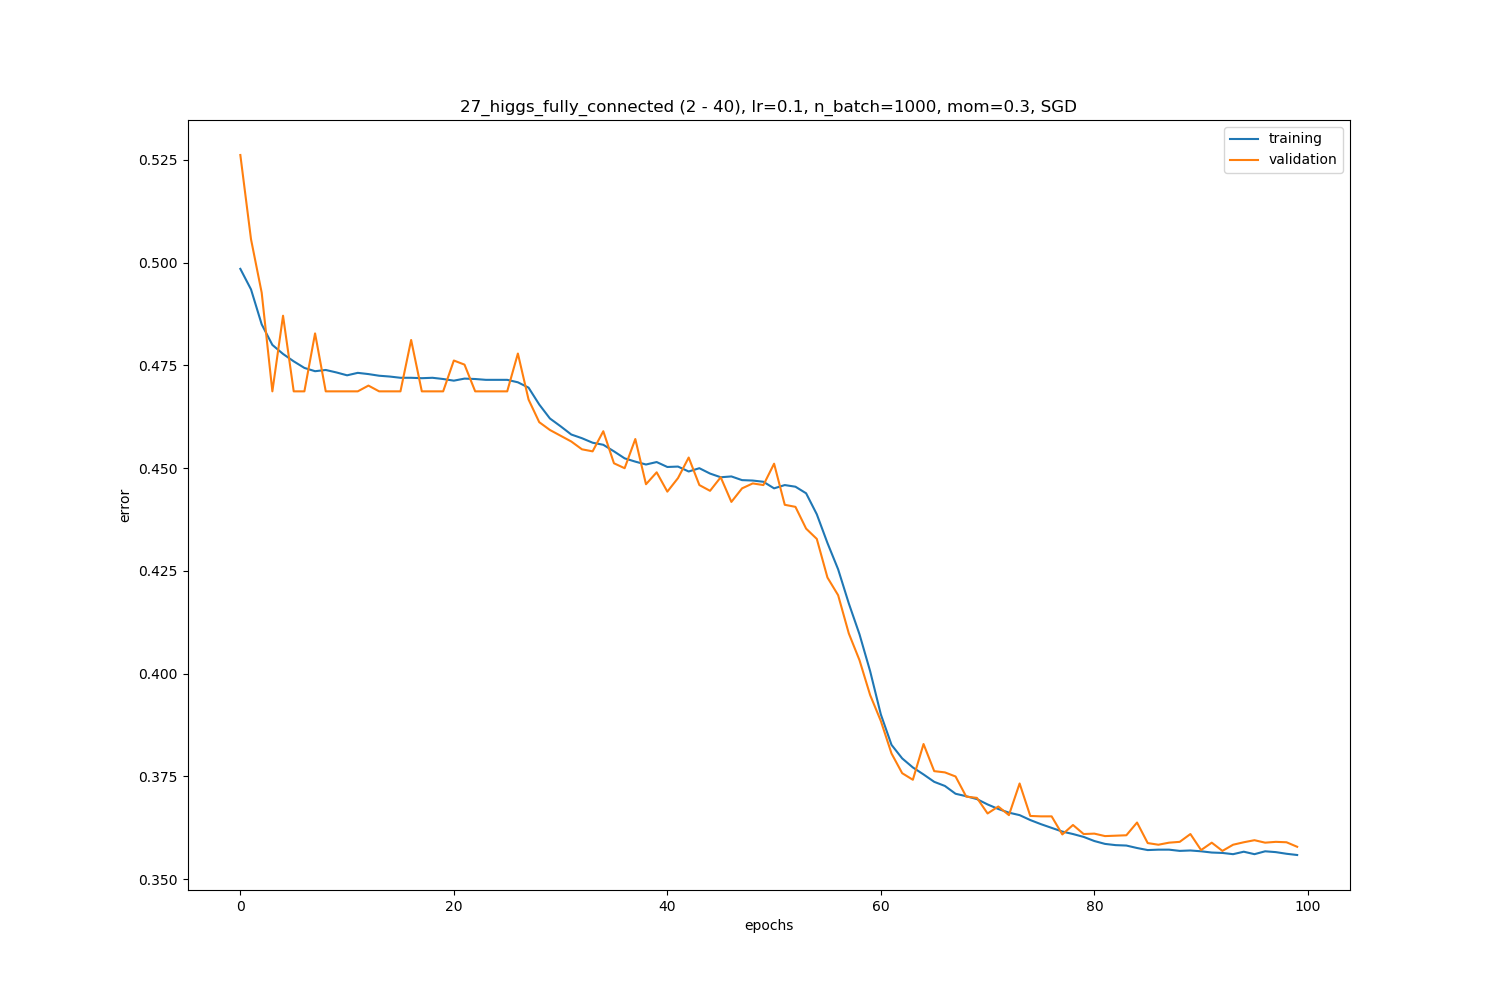 27_higgs_fully_connected (2 - 40), lr=0.1, n_batch=1000, mom=0.3, SGD
training
validation
0.525
0.500
0.475
0.450
0.425
0.400
0.375
0.350
error
0 20 40 60 80 100
epochs